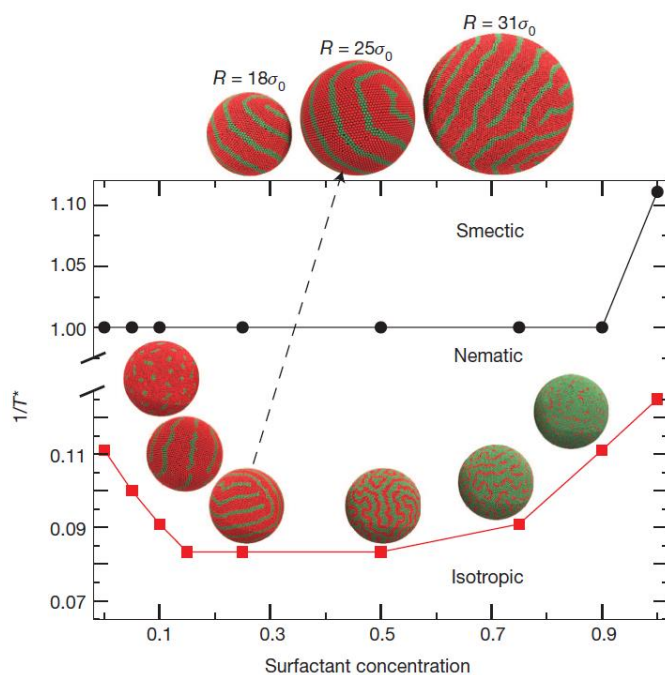 R = 18σ₀
R = 25σ₀
R = 31σ₀
1.10
1.05
1.00
0.11
0.09
0.07
1/T*
Smectic
Nematic
Isotropic
0.1 0.3 0.5 0.7 0.9
Surfactant concentration